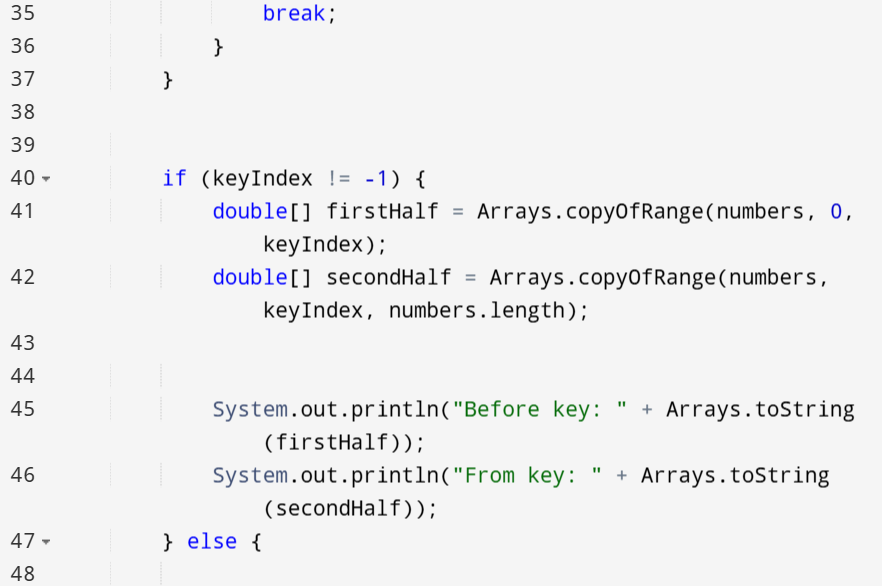 35 break;
36 }
37 }
38
39
40 if (keyIndex != -1) {
41 double[] firstHalf = Arrays.copyOfRange(numbers, 0,
keyIndex);
42 double[] secondHalf = Arrays.copyOfRange(numbers,
keyIndex, numbers.length);
43
44
45 System.out.println("Before key: " + Arrays.toString
(firstHalf));
46 System.out.println("From key: " + Arrays.toString
(secondHalf));
47 } else {
48